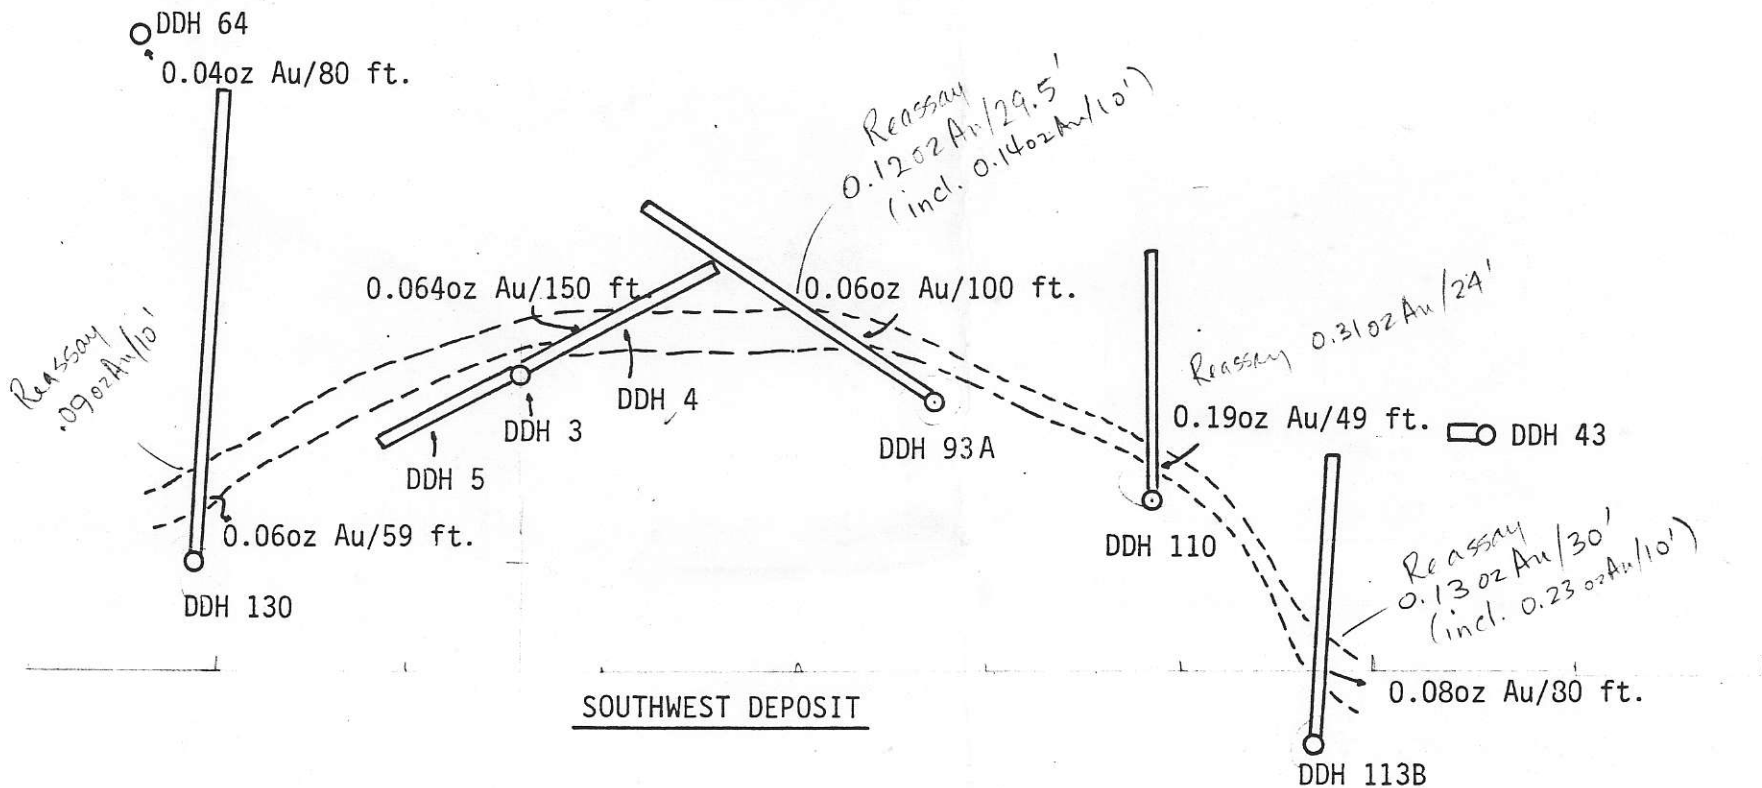 DDH 64
0.04oz Au/80 ft.
Reassay
0.12oz Au/29.5'
(incl. 0.14oz Au/10')
0.064oz Au/150 ft.
0.06oz Au/100 ft.
Reassay
.09oz Au/10'
Reassay 0.31oz Au/24'
DDH 4
DDH 3
DDH 5
DDH 93A
0.19oz Au/49 ft.
DDH 43
0.06oz Au/59 ft.
DDH 130
DDH 110
Reassay
0.13oz Au/30'
(incl. 0.23oz Au/10')
0.08oz Au/80 ft.
SOUTHWEST DEPOSIT
DDH 113B